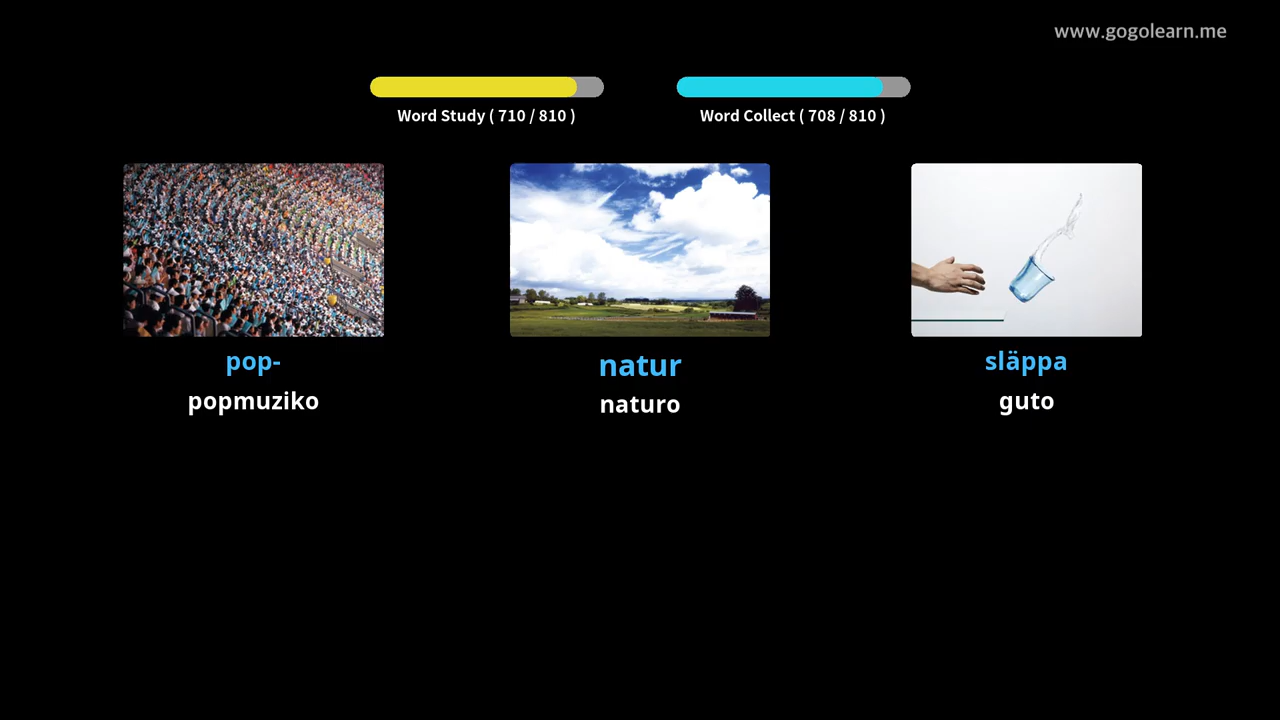 www.gogolearn.me
Word Study ( 710 / 810 )
Word Collect ( 708 / 810 )
pop-
popmuziko
natur
naturo
släppa
guto